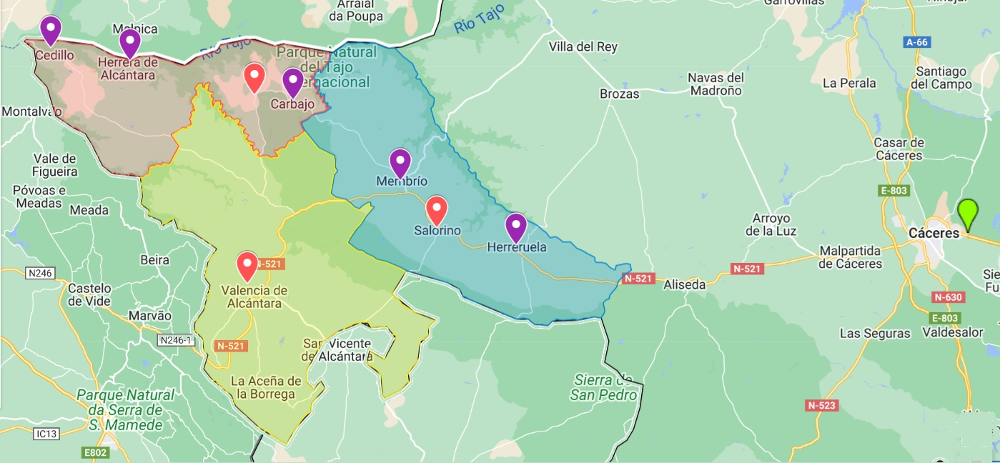 Arraial
da Poupa
Garrovillas
Río Tajo
Malpica
A-66
Cedillo
Río Tajo
Villa del Rey
Parque Natural
del Tajo
Herrera de
Alcántara
Santiago
del Campo
Navas del
Madroño
La Perala
Brozas
Carbajo
Montalvão
Casar de
Cáceres
Vale de
Figueira
Membrío
Póvoas e
Meadas
E-803
Meada
Arroyo
de la Luz
Salorino
Cáceres
Herreruela
Malpartida
de Cáceres
Beira
N-521
N246
N-521
N-521
Aliseda
Castelo
de Vide
Valencia de
Alcántara
N-630
Marvão
E-803
N246-1
N-521
San Vicente
de Alcántara
Las Seguras
Valdesalor
La Aceña de
la Borrega
Sierra de
San Pedro
Parque Natural
da Serra de
S. Mamede
N-523
IC13
E802